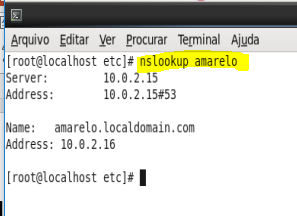 Arquivo Editar Ver Procurar Terminal Ajuda
[root@localhost etc]# nslookup amarelo
Server: 10.0.2.15
Address: 10.0.2.15#53
Name: amarelo.localdomain.com
Address: 10.0.2.16
[root@localhost etc]#